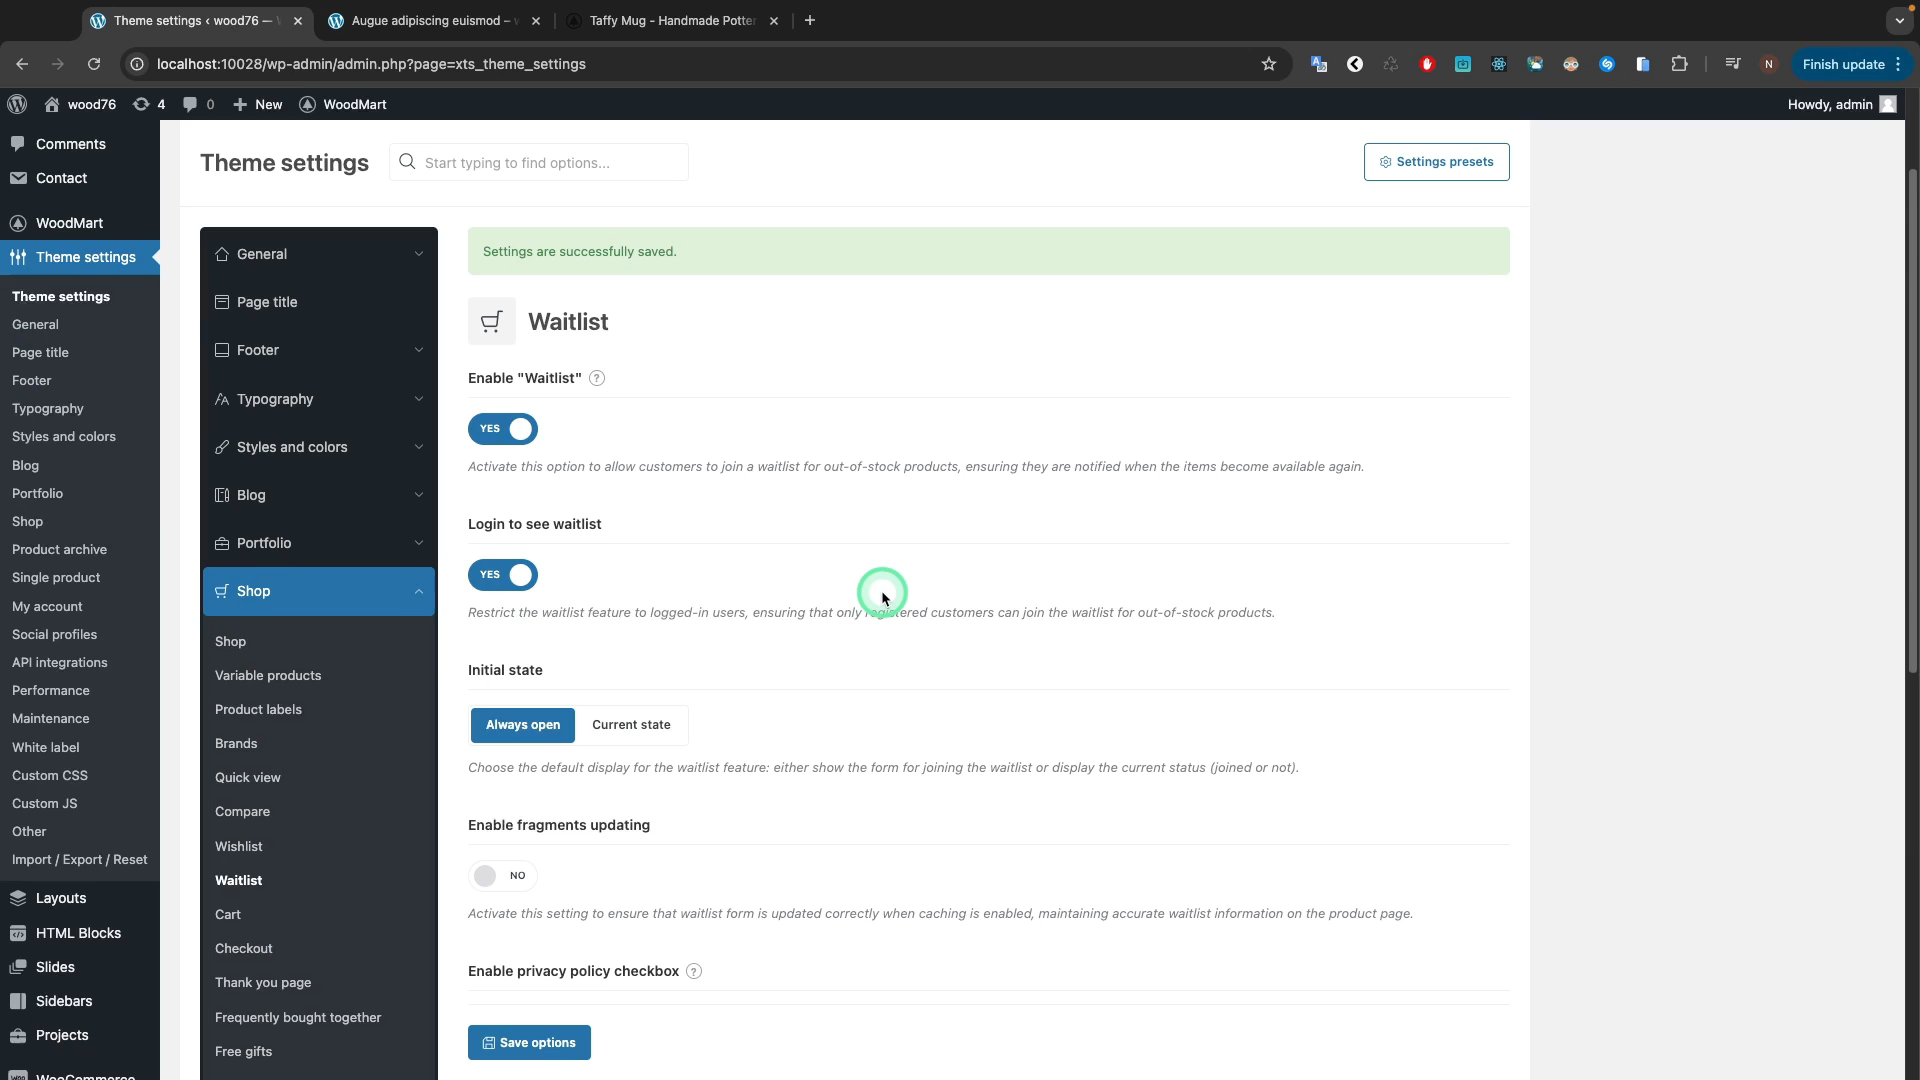 Theme settings ‹ wood76 —
Augue adipiscing euismod –
Taffy Mug - Handmade Potter
localhost:10028/wp-admin/admin.php?page=xts_theme_settings
N
Finish update
wood76
4
0
New
WoodMart
Howdy, admin
Comments
Contact
WoodMart
Theme settings
Theme settings
General
Page title
Footer
Typography
Styles and colors
Blog
Portfolio
Shop
Product archive
Single product
My account
Social profiles
API integrations
Performance
Maintenance
White label
Custom CSS
Custom JS
Other
Import / Export / Reset
Layouts
HTML Blocks
Slides
Sidebars
Projects
WooCommerce
Theme settings
Start typing to find options...
Settings presets
General
Page title
Footer
Typography
Styles and colors
Blog
Portfolio
Shop
Shop
Variable products
Product labels
Brands
Quick view
Compare
Wishlist
Waitlist
Cart
Checkout
Thank you page
Frequently bought together
Free gifts
Settings are successfully saved.
Waitlist
Enable "Waitlist" ?
YES
Activate this option to allow customers to join a waitlist for out-of-stock products, ensuring they are notified when the items become available again.
Login to see waitlist
YES
Restrict the waitlist feature to logged-in users, ensuring that only registered customers can join the waitlist for out-of-stock products.
Initial state
Always open
Current state
Choose the default display for the waitlist feature: either show the form for joining the waitlist or display the current status (joined or not).
Enable fragments updating
NO
Activate this setting to ensure that waitlist form is updated correctly when caching is enabled, maintaining accurate waitlist information on the product page.
Enable privacy policy checkbox ?
Save options